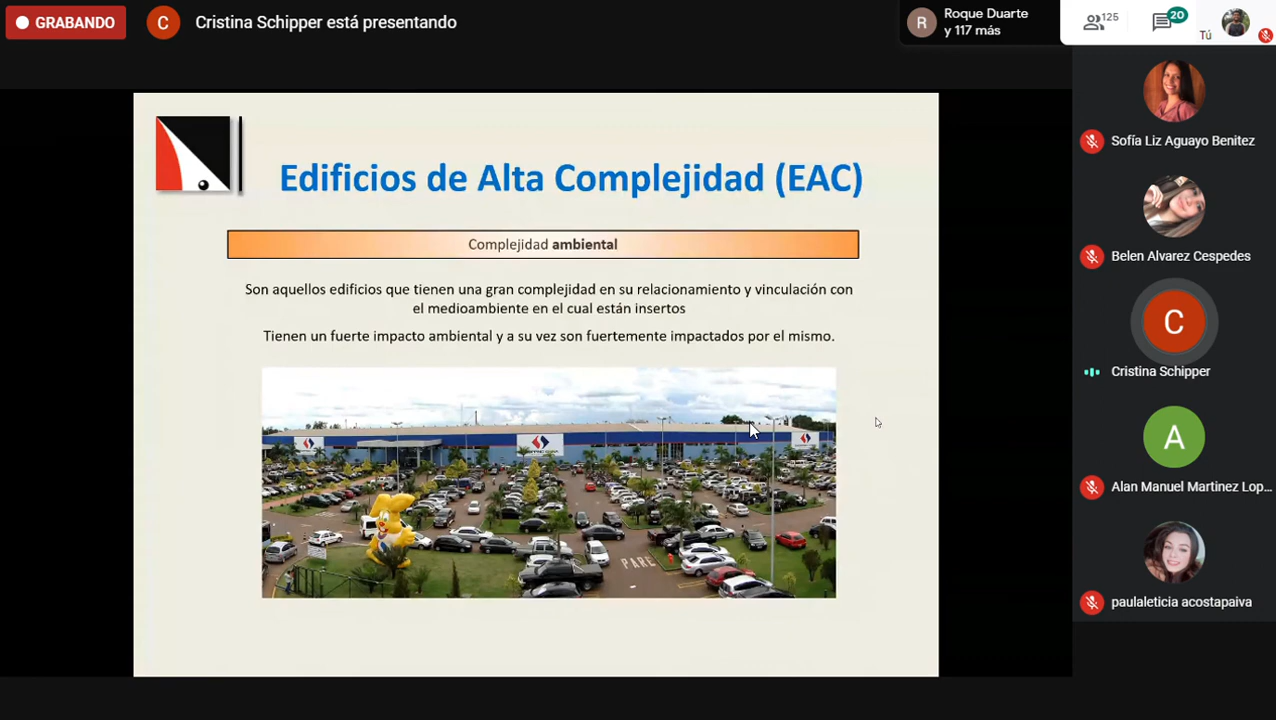 GRABANDO
C
Cristina Schipper está presentando
R
Roque Duarte
y 117 más
125
20
Tú
Edificios de Alta Complejidad (EAC)
Complejidad ambiental
Son aquellos edificios que tienen una gran complejidad en su relacionamiento y vinculación con
el medioambiente en el cual están insertos
Tienen un fuerte impacto ambiental y a su vez son fuertemente impactados por el mismo.
PARE
Sofía Liz Aguayo Benitez
Belen Alvarez Cespedes
C
Cristina Schipper
A
Alan Manuel Martinez Lop...
paulaleticia acostapaiva